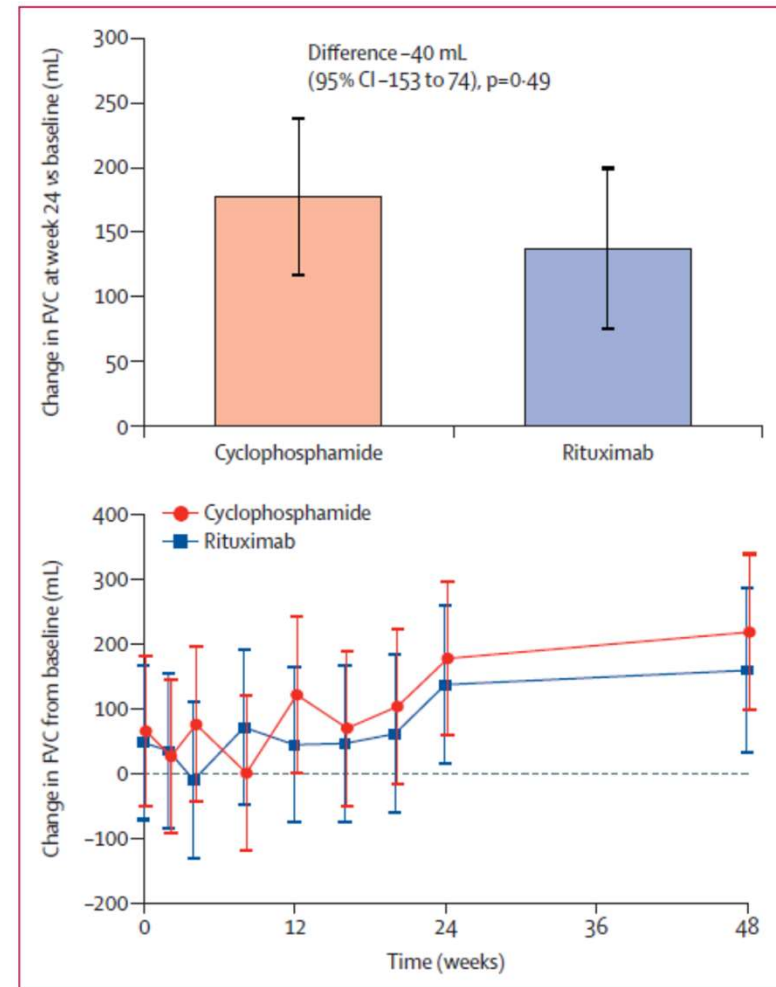 300
Difference –40 mL
(95% CI –153 to 74), p=0·49
250
200
150
100
50
0
Change in FVC at week 24 vs baseline (mL)
Cyclophosphamide
Rituximab
400
Cyclophosphamide
Rituximab
300
200
100
0
–100
–200
Change in FVC from baseline (mL)
0
12
24
36
48
Time (weeks)